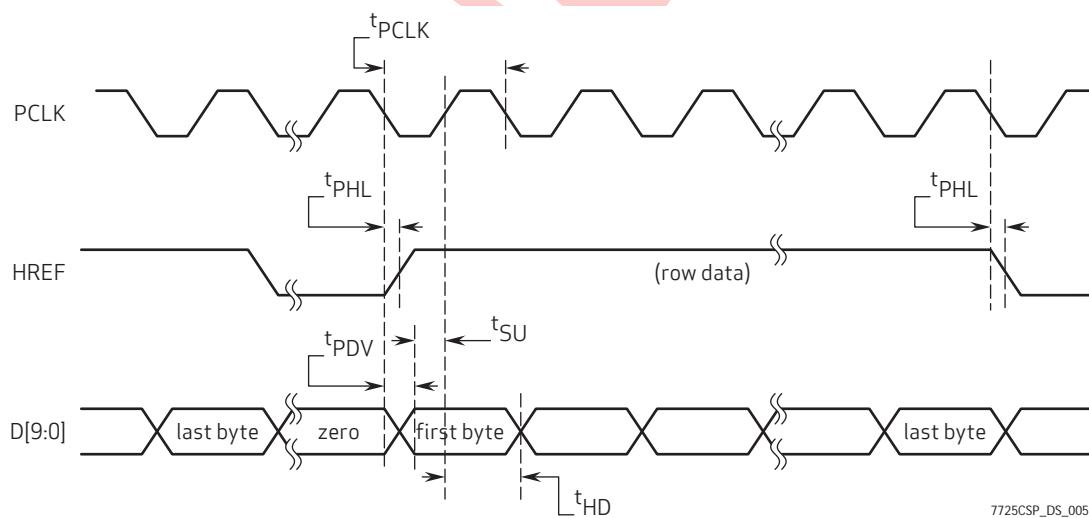 tPCLK
PCLK
tPHL
tPHL
HREF
(row data)
tSU
tPDV
D[9:0]
last byte
zero
first byte
last byte
tHD
7725CSP_DS_005